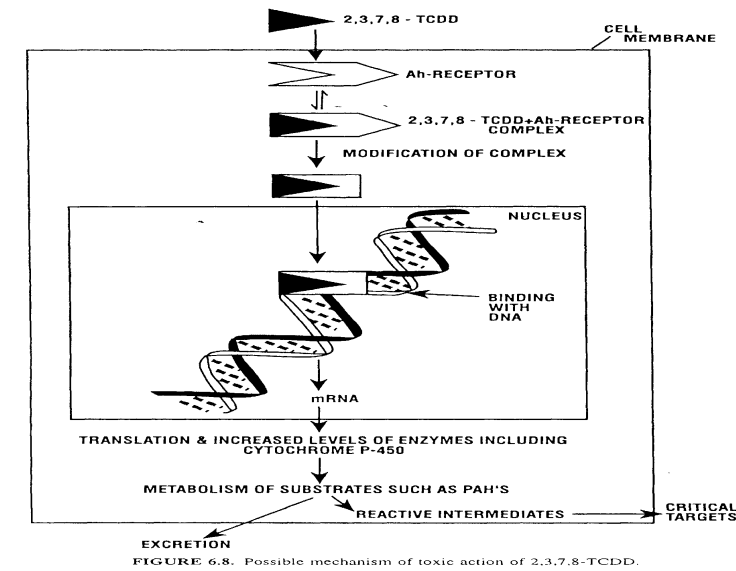 2,3,7,8 - TCDD
CELL
MEMBRANE
Ah-RECEPTOR
2,3,7,8 - TCDD+Ah-RECEPTOR
COMPLEX
MODIFICATION OF COMPLEX
NUCLEUS
BINDING
WITH
DNA
mRNA
TRANSLATION & INCREASED LEVELS OF ENZYMES INCLUDING
CYTOCHROME P-450
METABOLISM OF SUBSTRATES SUCH AS PAH'S
REACTIVE INTERMEDIATES
CRITICAL
TARGETS
EXCRETION
FIGURE 6.8. Possible mechanism of toxic action of 2,3,7,8-TCDD.